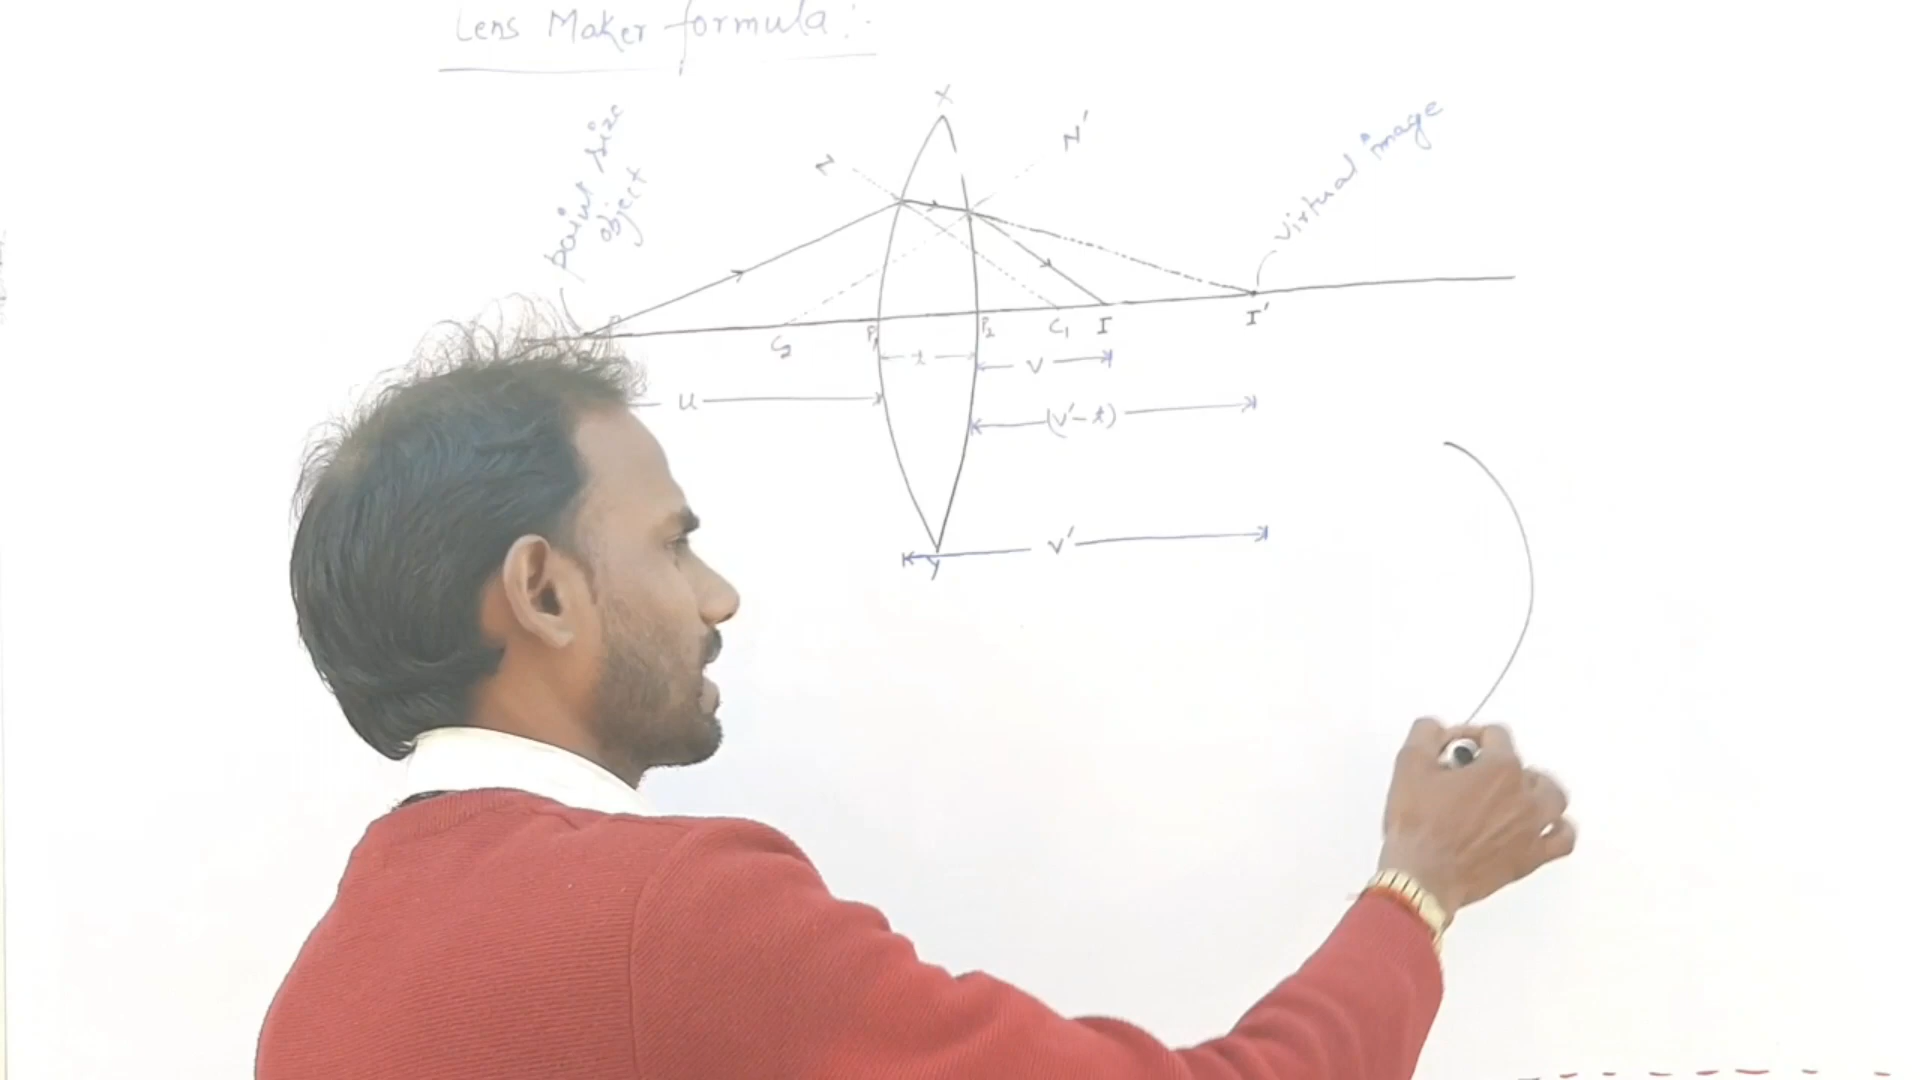 Lens Maker formula :
X
N'
N
point size
object
virtual image
C₂
P₁
P₂
C₁
I
I'
t
v
u
(v'-t)
v'
Y